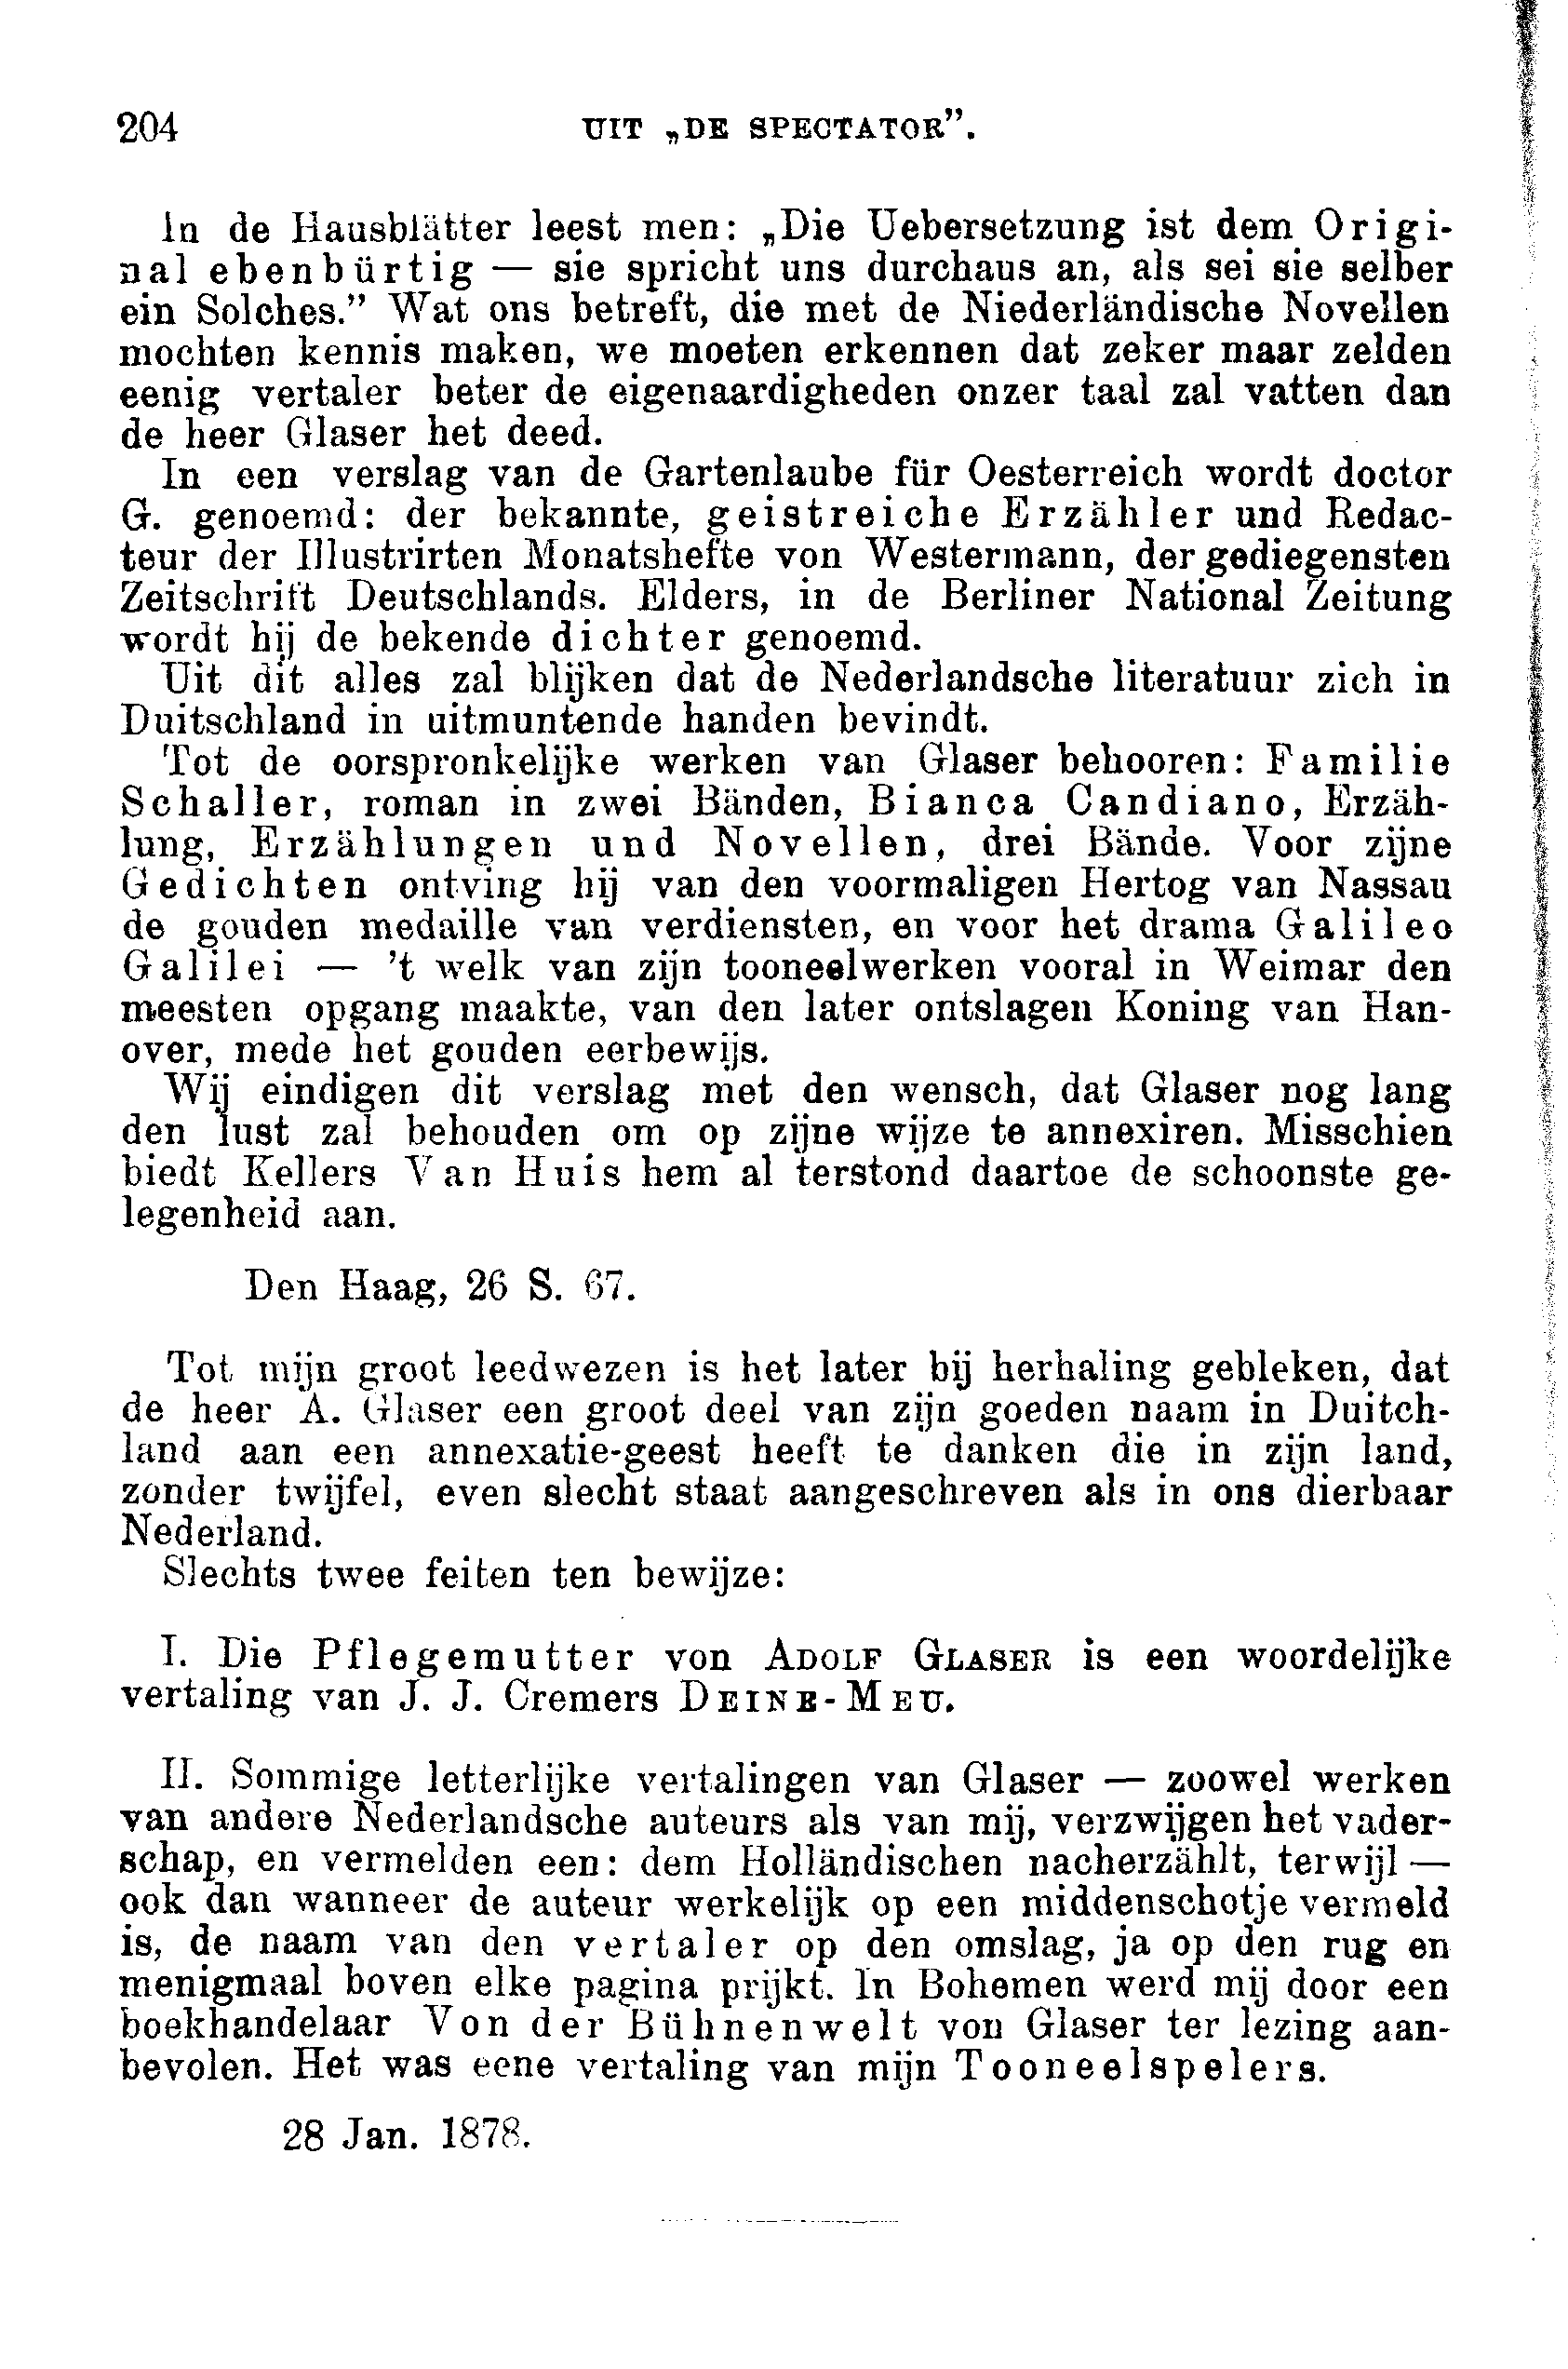 204
UIT „DE SPECTATOR”.
In de Hausblätter leest men: „Die Uebersetzung ist dem Origi-
nal ebenbürtig — sie spricht uns durchaus an, als sei sie selber
ein Solches.” Wat ons betreft, die met de Niederländische Novellen
mochten kennis maken, we moeten erkennen dat zeker maar zelden
eenig vertaler beter de eigenaardigheden onzer taal zal vatten dan
de heer Glaser het deed.
In een verslag van de Gartenlaube für Oesterreich wordt doctor
G. genoemd: der bekannte, geistreiche Erzähler und Redac-
teur der Illustrirten Monatshefte von Westermann, der gediegensten
Zeitschrift Deutschlands. Elders, in de Berliner National Zeitung
wordt hij de bekende dichter genoemd.
Uit dit alles zal blijken dat de Nederlandsche literatuur zich in
Duitschland in uitmuntende handen bevindt.
Tot de oorspronkelijke werken van Glaser behooren: Familie
Schaller, roman in zwei Bänden, Bianca Candiano, Erzäh-
lung, Erzählungen und Novellen, drei Bände. Voor zijne
Gedichten ontving hij van den voormaligen Hertog van Nassau
de gouden medaille van verdiensten, en voor het drama Galileo
Galilei — 't welk van zijn tooneelwerken vooral in Weimar den
meesten opgang maakte, van den later ontslagen Koning van Han-
over, mede het gouden eerbewijs.
Wij eindigen dit verslag met den wensch, dat Glaser nog lang
den lust zal behouden om op zijne wijze te annexiren. Misschien
biedt Kellers Van Huis hem al terstond daartoe de schoonste ge-
legenheid aan.
Den Haag, 26 S. 67.
Tot mijn groot leedwezen is het later bij herhaling gebleken, dat
de heer A. Glaser een groot deel van zijn goeden naam in Duitch-
land aan een annexatie-geest heeft te danken die in zijn land,
zonder twijfel, even slecht staat aangeschreven als in ons dierbaar
Nederland.
Slechts twee feiten ten bewijze:
I. Die Pflegemutter von ADOLF GLASER is een woordelijke
vertaling van J. J. Cremers DEINE-MEU.
II. Sommige letterlijke vertalingen van Glaser — zoowel werken
van andere Nederlandsche auteurs als van mij, verzwijgen het vader-
schap, en vermelden een: dem Holländischen nacherzählt, terwijl —
ook dan wanneer de auteur werkelijk op een middenschotje vermeld
is, de naam van den vertaler op den omslag, ja op den rug en
menigmaal boven elke pagina prijkt. In Bohemen werd mij door een
boekhandelaar Von der Bühnenwelt von Glaser ter lezing aan-
bevolen. Het was eene vertaling van mijn Tooneelspelers.
28 Jan. 1878.